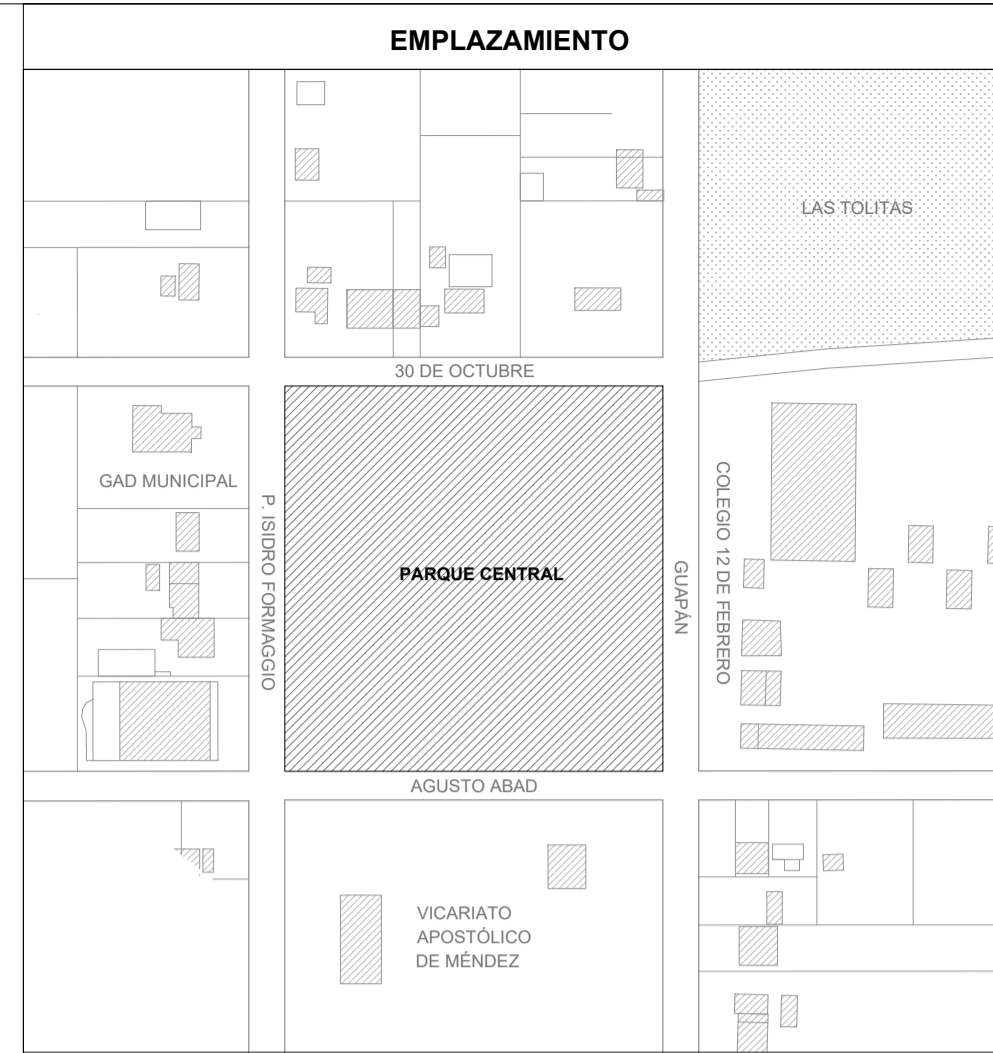 EMPLAZAMIENTO
LAS TOLITAS
30 DE OCTUBRE
GAD MUNICIPAL
P. ISIDRO FORMAGGIO
PARQUE CENTRAL
GUAPÁN
COLEGIO 12 DE FEBRERO
AGUSTO ABAD
VICARIATO
APOSTÓLICO
DE MÉNDEZ